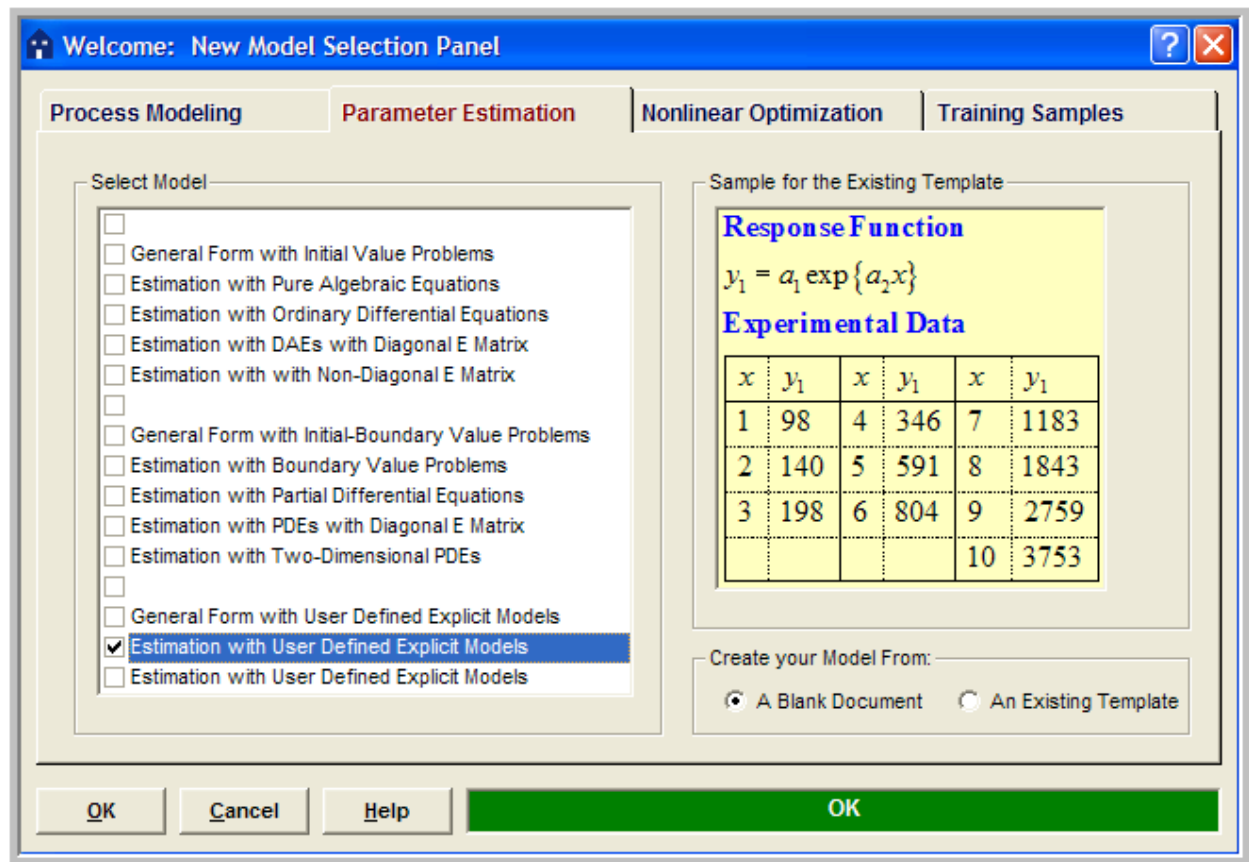 Welcome: New Model Selection Panel
Process Modeling
Parameter Estimation
Nonlinear Optimization
Training Samples
Select Model
General Form with Initial Value Problems
Estimation with Pure Algebraic Equations
Estimation with Ordinary Differential Equations
Estimation with DAEs with Diagonal E Matrix
Estimation with with Non-Diagonal E Matrix
General Form with Initial-Boundary Value Problems
Estimation with Boundary Value Problems
Estimation with Partial Differential Equations
Estimation with PDEs with Diagonal E Matrix
Estimation with Two-Dimensional PDEs
General Form with User Defined Explicit Models
Estimation with User Defined Explicit Models
Estimation with User Defined Explicit Models
Sample for the Existing Template
Response Function
y₁ = a₁ exp{a₂x}
Experimental Data
x y₁ x y₁ x y₁
1 98 4 346 7 1183
2 140 5 591 8 1843
3 198 6 804 9 2759
10 3753
Create your Model From:
A Blank Document An Existing Template
OK Cancel Help OK